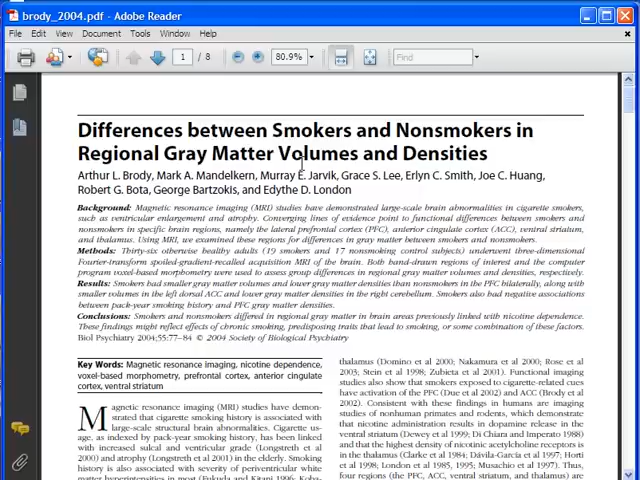 brody_2004.pdf - Adobe Reader
File Edit View Document Tools Window Help
1 / 8 80.9% Find
Differences between Smokers and Nonsmokers in
Regional Gray Matter Volumes and Densities
Arthur L. Brody, Mark A. Mandelkern, Murray E. Jarvik, Grace S. Lee, Erlyn C. Smith, Joe C. Huang,
Robert G. Bota, George Bartzokis, and Edythe D. London
Background: Magnetic resonance imaging (MRI) studies have demonstrated large-scale brain abnormalities in cigarette smokers,
such as ventricular enlargement and atrophy. Converging lines of evidence point to functional differences between smokers and
nonsmokers in specific brain regions, namely the lateral prefrontal cortex (PFC), anterior cingulate cortex (ACC), ventral striatum,
and thalamus. Using MRI, we examined these regions for differences in gray matter between smokers and nonsmokers.
Methods: Thirty-six otherwise healthy adults (19 smokers and 17 nonsmoking control subjects) underwent three-dimensional
Fourier-transform spoiled-gradient-recalled acquisition MRI of the brain. Both hand-drawn regions of interest and the computer
program voxel-based morphometry were used to assess group differences in regional gray matter volumes and densities, respectively.
Results: Smokers had smaller gray matter volumes and lower gray matter densities than nonsmokers in the PFC bilaterally, along with
smaller volumes in the left dorsal ACC and lower gray matter densities in the right cerebellum. Smokers also had negative associations
between pack-year smoking history and PFC gray matter densities.
Conclusions: Smokers and nonsmokers differed in regional gray matter in brain areas previously linked with nicotine dependence.
These findings might reflect effects of chronic smoking, predisposing traits that lead to smoking, or some combination of these factors.
Biol Psychiatry 2004;55:77–84 © 2004 Society of Biological Psychiatry
Key Words: Magnetic resonance imaging, nicotine dependence,
voxel-based morphometry, prefrontal cortex, anterior cingulate
cortex, ventral striatum
Magnetic resonance imaging (MRI) studies have demon-
strated that cigarette smoking history is associated with
large-scale structural brain abnormalities. Cigarette us-
age, as indexed by pack-year smoking history, has been linked
with increased sulcal and ventricular grade (Longstreth et al
2000) and atrophy (Longstreth et al 2001) in the elderly. Smoking
history is also associated with severity of periventricular white
matter hyperintensities in most (Fukuda and Kitani 1996;
thalamus (Domino et al 2000; Nakamura et al 2000; Rose et al
2003; Stein et al 1998; Zubieta et al 2001). Functional imaging
studies also show that smokers exposed to cigarette-related cues
have activation of the PFC (Due et al 2002) and ACC (Brody et al
2002). Consistent with these findings in humans are imaging
studies of nonhuman primates and rodents, which demonstrate
that nicotine administration results in dopamine release in the
ventral striatum (Dewey et al 1999; Di Chiara and Imperato 1988)
and that the highest density of nicotinic acetylcholine receptors is
in the thalamus (Clarke et al 1984; Dávila-García et al 1997; Horti
et al 1998; London et al 1985, 1995; Musachio et al 1997). Thus,
four regions (the PFC, ACC, ventral striatum, and thalamus)